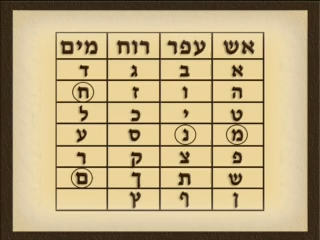 אש עפר רוח מים
א ב ג ד
ה ו ז ח
ט י כ ל
מ נ ס ע
פ צ ק ר
ש ת ך ם
ן ף ץ